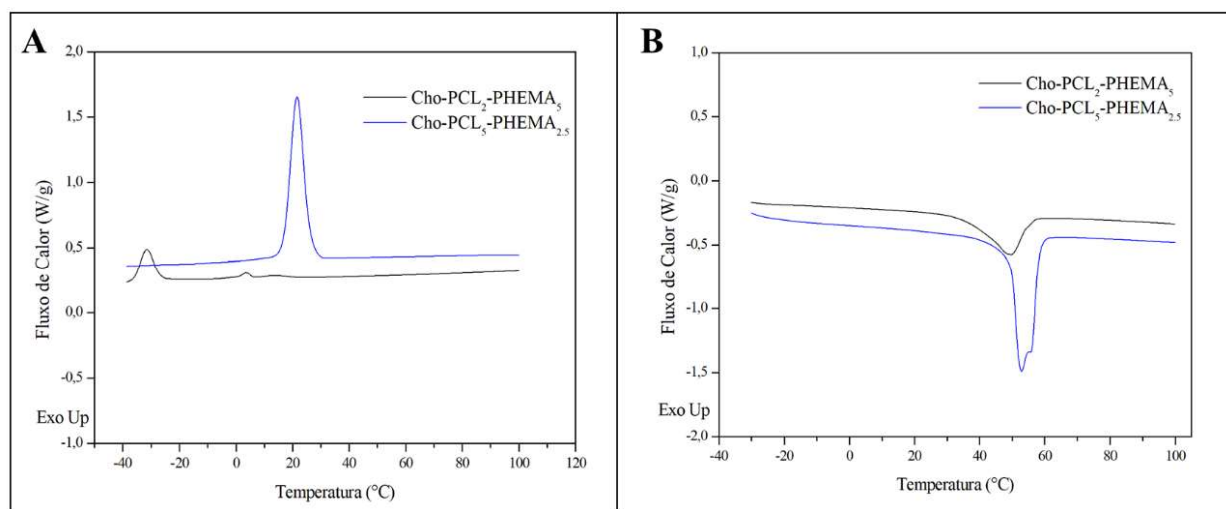 A
2,0
1,5
1,0
0,5
0,0
-0,5
-1,0
Fluxo de Calor (W/g)
Exo Up
Cho-PCL₂-PHEMA₅
Cho-PCL₅-PHEMA₂.₅
-40 -20 0 20 40 60 80 100 120
Temperatura (°C)
B
1,0
0,5
0,0
-0,5
-1,0
-1,5
-2,0
Fluxo de Calor (W/g)
Exo Up
Cho-PCL₂-PHEMA₅
Cho-PCL₅-PHEMA₂.₅
-40 -20 0 20 40 60 80 100
Temperatura (°C)